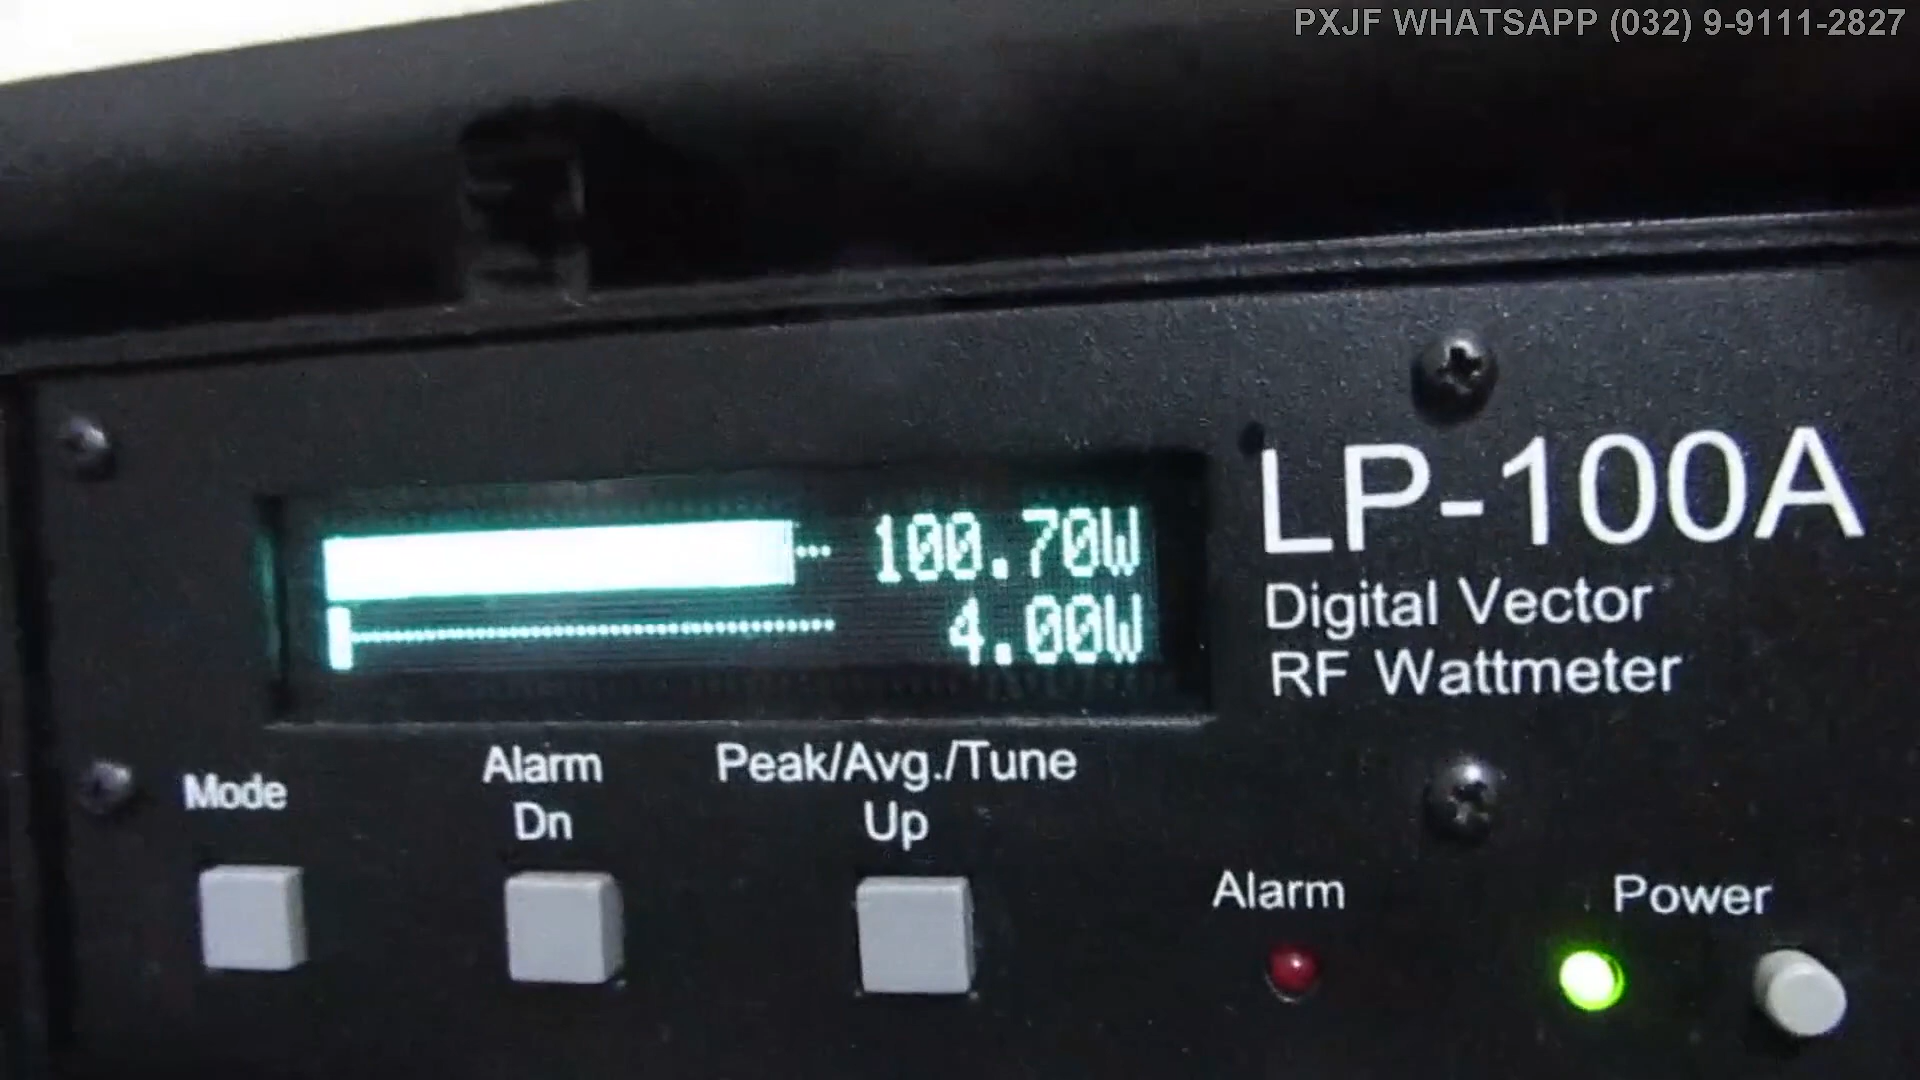 PXJF WHATSAPP (032) 9-9111-2827
100.70W
4.00W
LP-100A
Digital Vector
RF Wattmeter
Mode
Alarm
Dn
Peak/Avg./Tune
Up
Alarm
Power